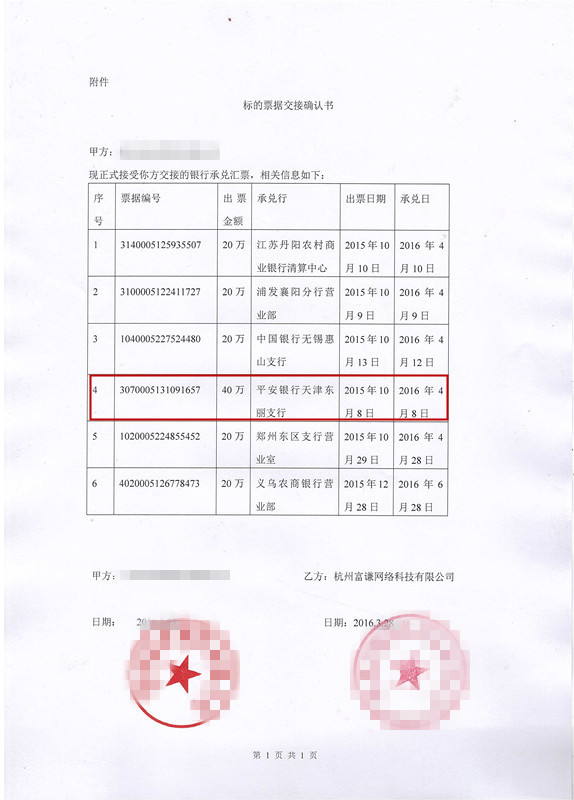 附件
标的票据交接确认书
甲方：
现正式接受你方交接的银行承兑汇票，相关信息如下：
序号 票据编号 出票金额 承兑行 出票日期 承兑日
1 3140005125935507 20万 江苏丹阳农村商业银行清算中心 2015年10月10日 2016年4月10日
2 3100005122411727 20万 浦发襄阳分行营业部 2015年10月9日 2016年4月9日
3 1040005227524480 20万 中国银行无锡惠山支行 2015年10月13日 2016年4月12日
4 3070005131091657 40万 平安银行天津东丽支行 2015年10月8日 2016年4月8日
5 1020005224855452 20万 郑州东区支行营业室 2015年10月29日 2016年4月28日
6 4020005126778473 20万 义乌农商银行营业部 2015年12月28日 2016年6月28日
甲方： 乙方：杭州富谦网络科技有限公司
日期： 日期：2016.3.28
第 1 页 共 1 页